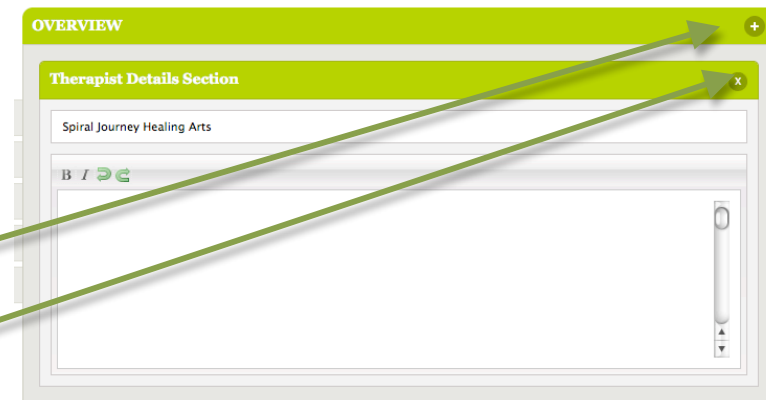 OVERVIEW +
Therapist Details Section x
Spiral Journey Healing Arts
B I